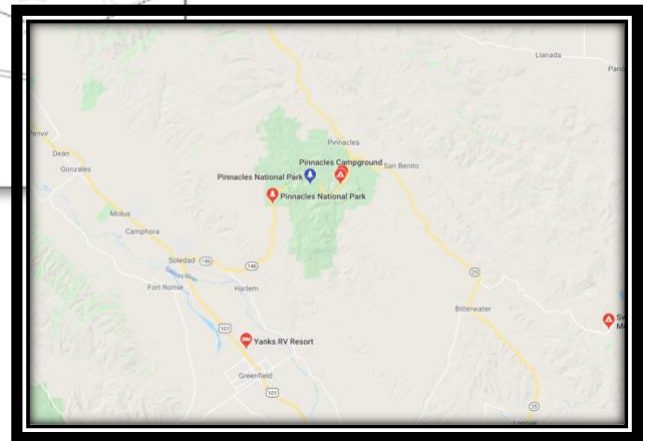 Llanada
Pinnacles
Pinnacles Campground
San Benito
Dean
Gonzales
Pinnacles National Park
Pinnacles National Park
Molus
Camphora
Soledad
146
146
25
Fort Romie
Harlem
Bitterwater
101
Yanks RV Resort
Greenfield
101
25